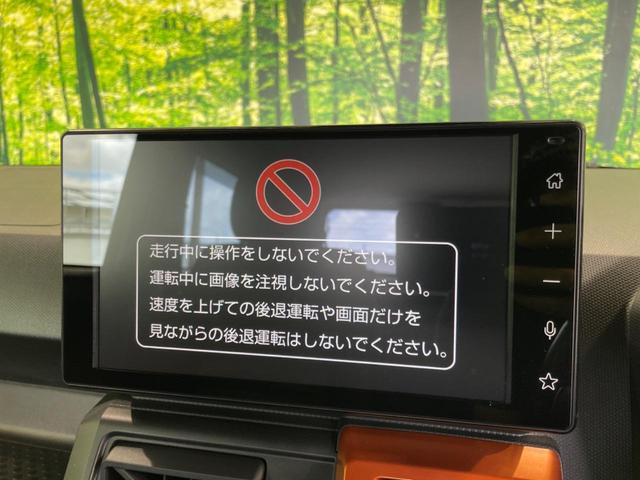 走行中に操作をしないでください。
運転中に画像を注視しないでください。
速度を上げての後退運転や画面だけを
見ながらの後退運転はしないでください。